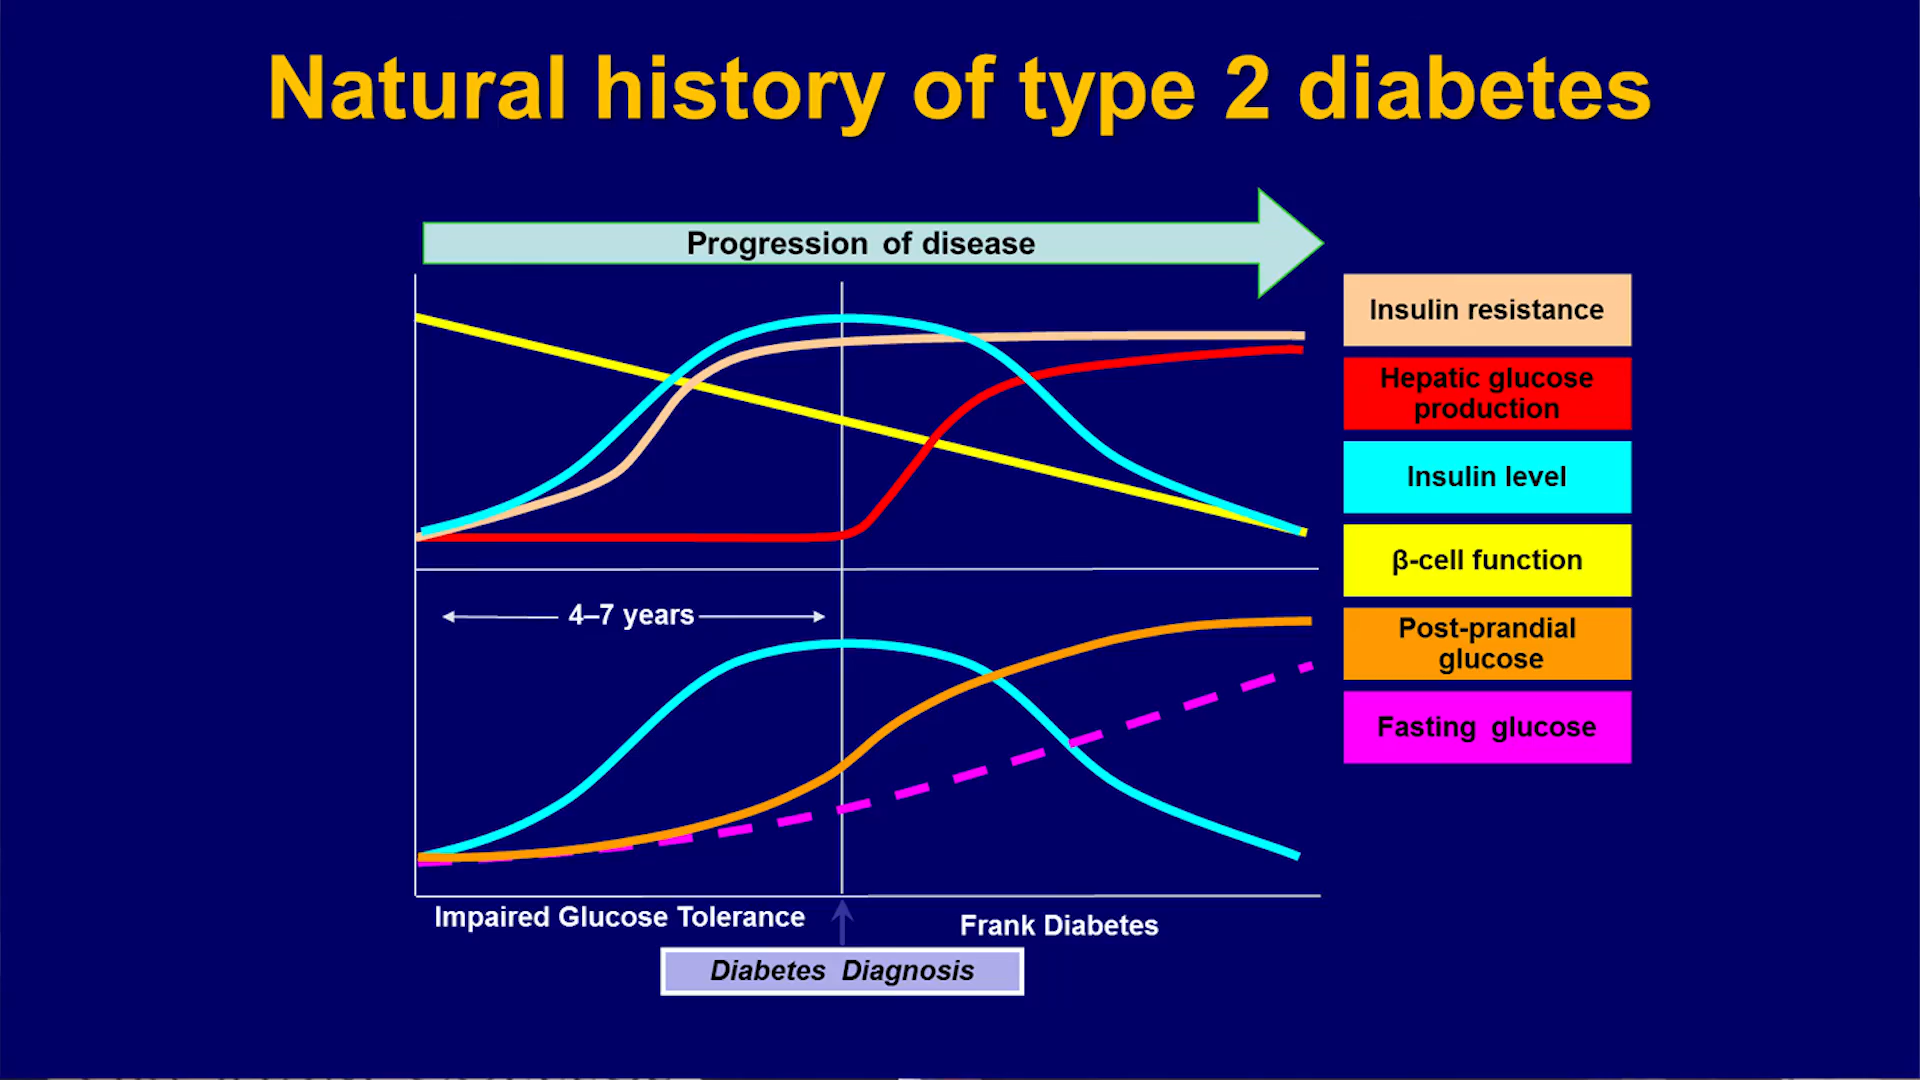 Natural history of type 2 diabetes
Progression of disease
Insulin resistance
Hepatic glucose
production
Insulin level
β-cell function
4–7 years
Post-prandial
glucose
Fasting glucose
Impaired Glucose Tolerance
Frank Diabetes
Diabetes Diagnosis